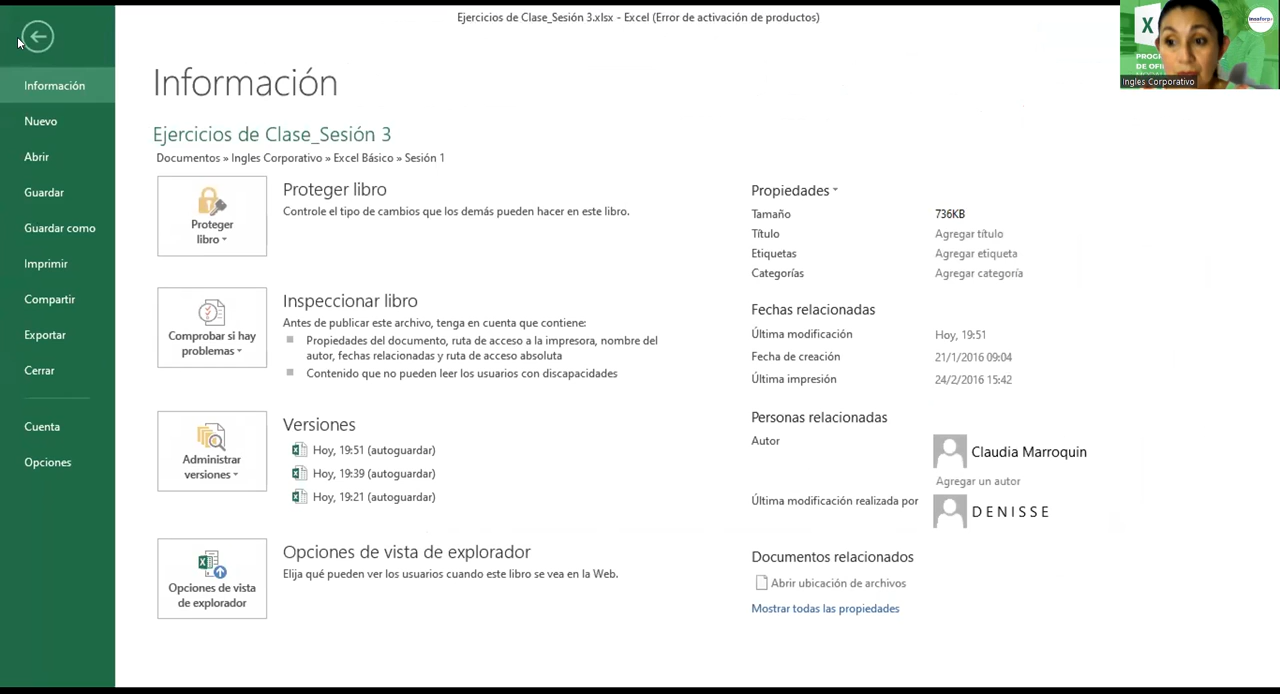 Ejercicios de Clase_Sesión 3.xlsx - Excel (Error de activación de productos)
Información
Nuevo
Abrir
Guardar
Guardar como
Imprimir
Compartir
Exportar
Cerrar
Cuenta
Opciones
Información
Ejercicios de Clase_Sesión 3
Documentos » Ingles Corporativo » Excel Básico » Sesión 1
Proteger
libro
Proteger libro
Controle el tipo de cambios que los demás pueden hacer en este libro.
Comprobar si hay
problemas
Inspeccionar libro
Antes de publicar este archivo, tenga en cuenta que contiene:
Propiedades del documento, ruta de acceso a la impresora, nombre del
autor, fechas relacionadas y ruta de acceso absoluta
Contenido que no pueden leer los usuarios con discapacidades
Administrar
versiones
Versiones
Hoy, 19:51 (autoguardar)
Hoy, 19:39 (autoguardar)
Hoy, 19:21 (autoguardar)
Opciones de vista
de explorador
Opciones de vista de explorador
Elija qué pueden ver los usuarios cuando este libro se vea en la Web.
Propiedades
Tamaño 736KB
Título Agregar título
Etiquetas Agregar etiqueta
Categorías Agregar categoría
Fechas relacionadas
Última modificación Hoy, 19:51
Fecha de creación 21/1/2016 09:04
Última impresión 24/2/2016 15:42
Personas relacionadas
Autor Claudia Marroquin
Agregar un autor
Última modificación realizada por D E N I S S E
Documentos relacionados
Abrir ubicación de archivos
Mostrar todas las propiedades
X
Ingles Corporativo